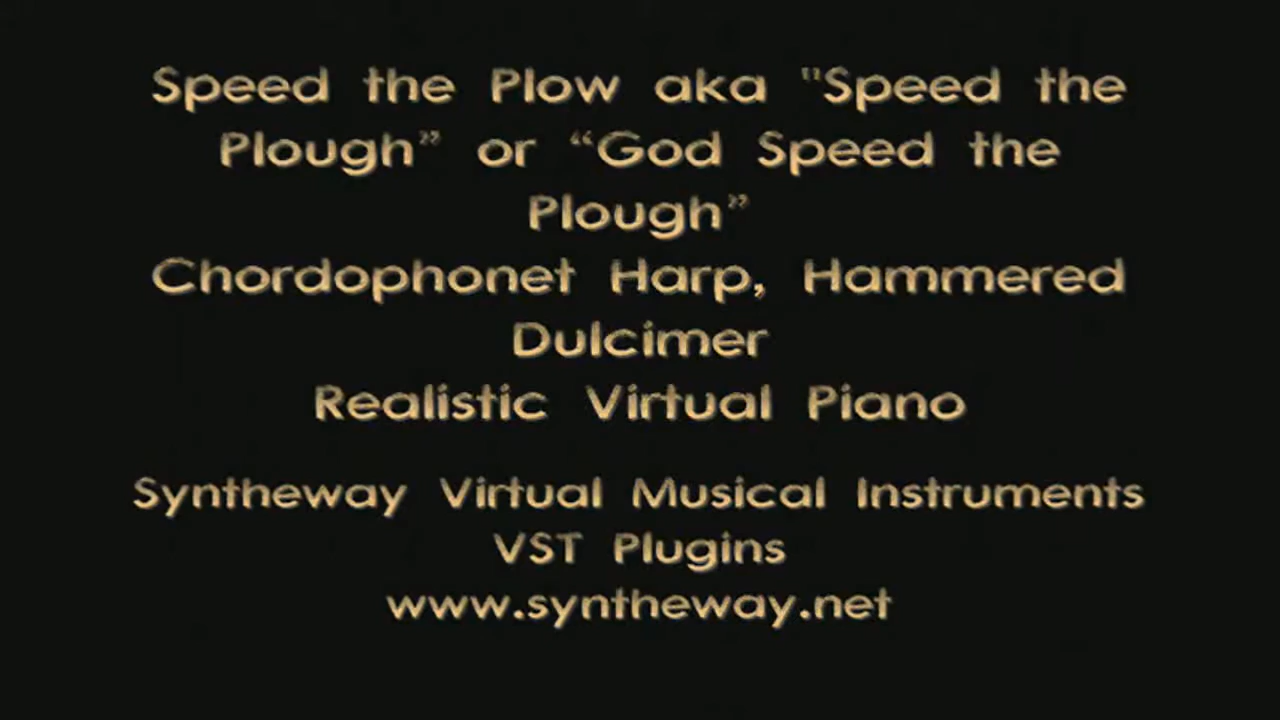 Speed the Plow aka "Speed the
Plough” or “God Speed the
Plough”
Chordophonet Harp, Hammered
Dulcimer
Realistic Virtual Piano
Syntheway Virtual Musical Instruments
VST Plugins
www.syntheway.net